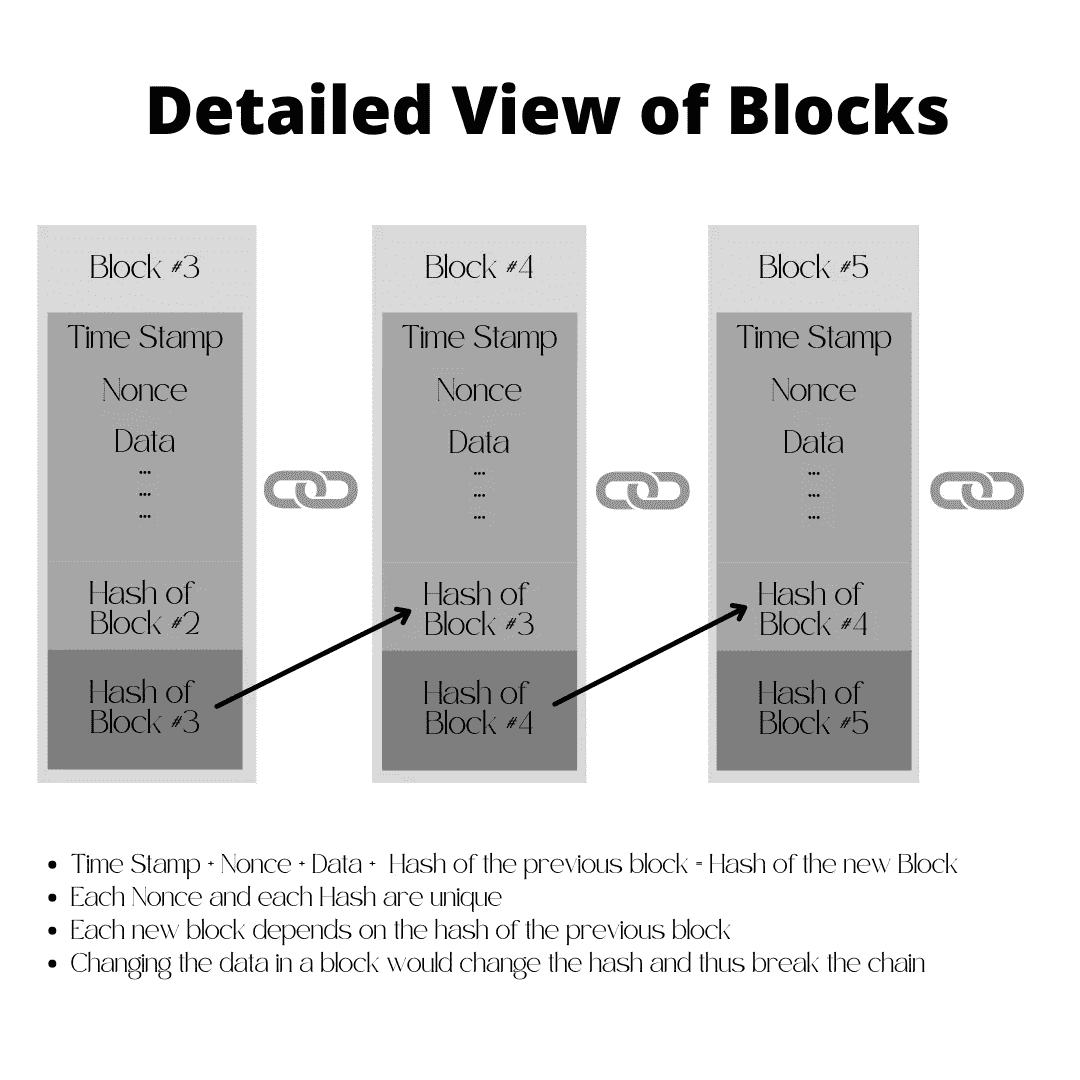 Detailed View of Blocks
Block #3
Time Stamp
Nonce
Data
...
...
...
Hash of
Block #2
Hash of
Block #3
Block #4
Time Stamp
Nonce
Data
...
...
...
Hash of
Block #3
Hash of
Block #4
Block #5
Time Stamp
Nonce
Data
...
...
...
Hash of
Block #4
Hash of
Block #5
• Time Stamp + Nonce + Data + Hash of the previous block = Hash of the new Block
• Each Nonce and each Hash are unique
• Each new block depends on the hash of the previous block
• Changing the data in a block would change the hash and thus break the chain